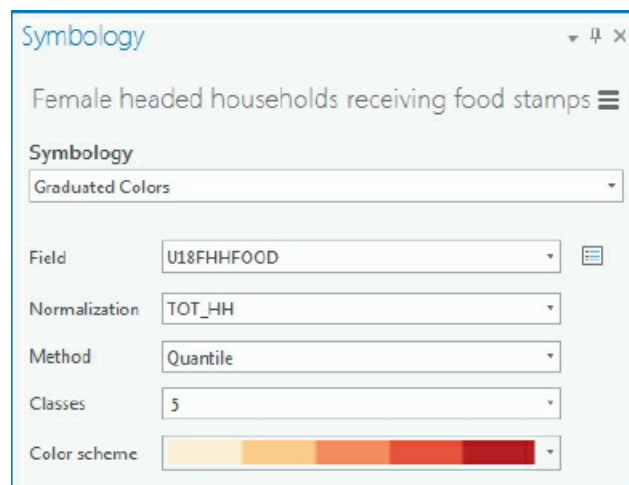 Symbology
Female headed households receiving food stamps
Symbology
Graduated Colors
Field U18FHHFOOD
Normalization TOT_HH
Method Quantile
Classes 5
Color scheme